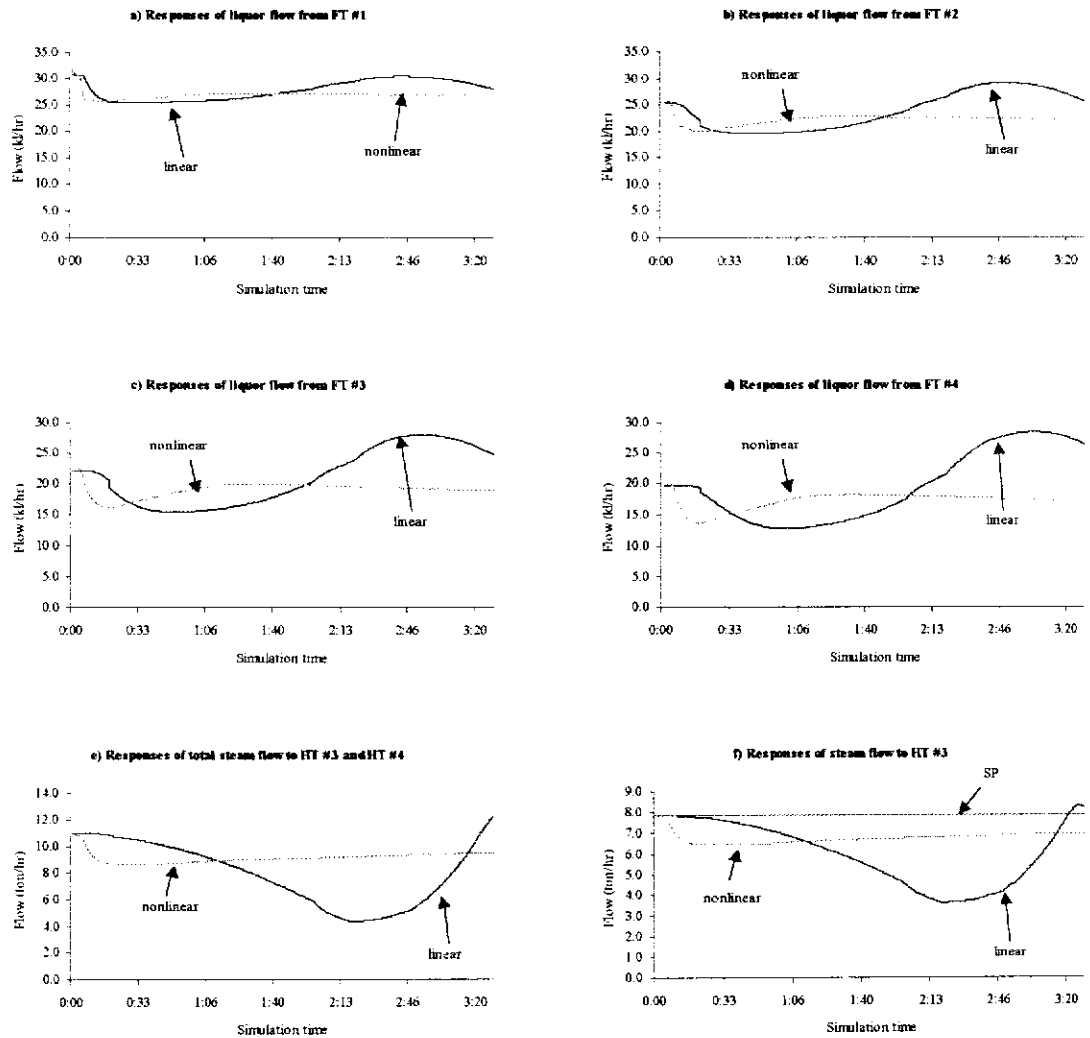 a) Responses of liquor flow from FT #1
35.0
30.0
25.0
20.0
15.0
10.0
5.0
0.0
Flow (kl/hr)
linear
nonlinear
0:00 0:33 1:06 1:40 2:13 2:46 3:20
Simulation time
b) Responses of liquor flow from FT #2
35.0
30.0
25.0
20.0
15.0
10.0
5.0
0.0
Flow (kl/hr)
nonlinear
linear
0:00 0:33 1:06 1:40 2:13 2:46 3:20
Simulation time
c) Responses of liquor flow from FT #3
30.0
25.0
20.0
15.0
10.0
5.0
0.0
Flow (kl/hr)
nonlinear
linear
0:00 0:33 1:06 1:40 2:13 2:46 3:20
Simulation time
d) Responses of liquor flow from FT #4
30.0
25.0
20.0
15.0
10.0
5.0
0.0
Flow (kl/hr)
nonlinear
linear
0:00 0:33 1:06 1:40 2:13 2:46 3:20
Simulation time
e) Responses of total steam flow to HT #3 and HT #4
14.0
12.0
10.0
8.0
6.0
4.0
2.0
0.0
Flow (ton/hr)
nonlinear
linear
0:00 0:33 1:06 1:40 2:13 2:46 3:20
Simulation time
f) Responses of steam flow to HT #3
SP
9.0
8.0
7.0
6.0
5.0
4.0
3.0
2.0
1.0
0.0
Flow (ton/hr)
nonlinear
linear
0:00 0:33 1:06 1:40 2:13 2:46 3:20
Simulation time